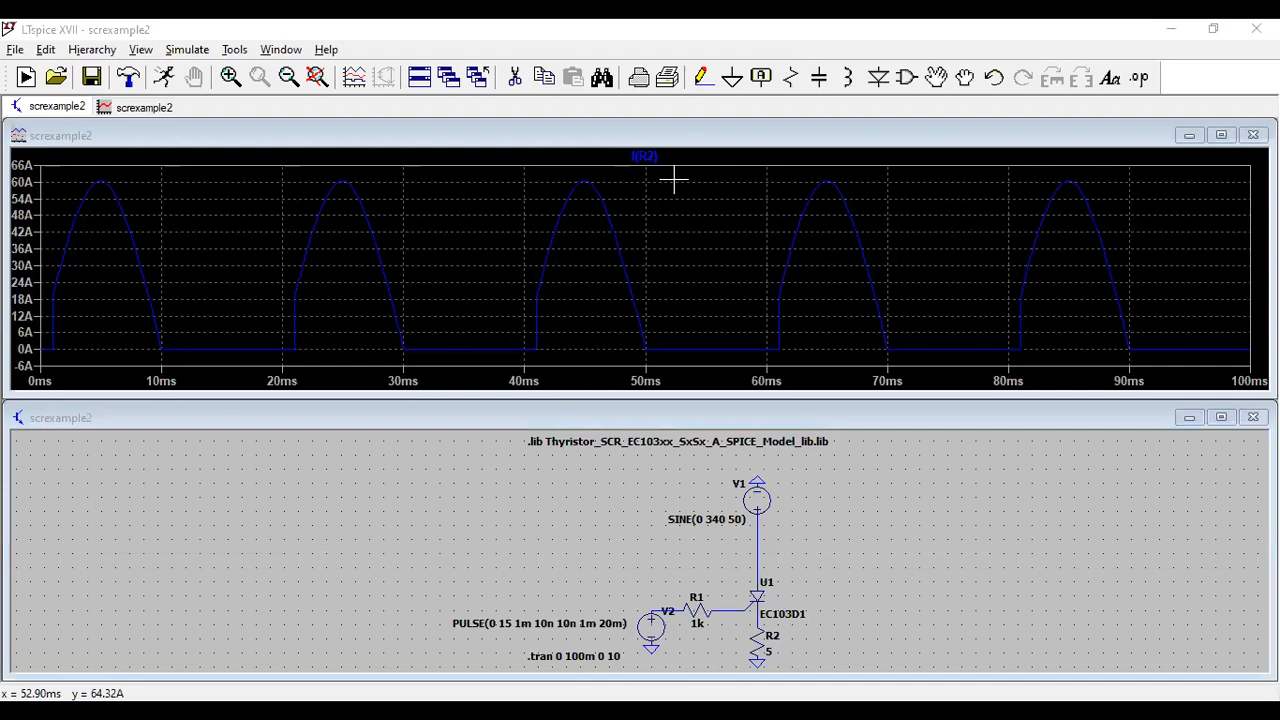 LTspice XVII - screxample2
File Edit Hierarchy View Simulate Tools Window Help
A Aa .op
screxample2 screxample2
screxample2
I(R2)
66A
60A
54A
48A
42A
36A
30A
24A
18A
12A
6A
0A
-6A
0ms 10ms 20ms 30ms 40ms 50ms 60ms 70ms 80ms 90ms 100ms
screxample2
.lib Thyristor_SCR_EC103xx_SxSx_A_SPICE_Model_lib.lib
V1
SINE(0 340 50)
U1
R1
V2
EC103D1
PULSE(0 15 1m 10n 10n 1m 20m)
1k
R2
5
.tran 0 100m 0 10
x = 52.90ms y = 64.32A